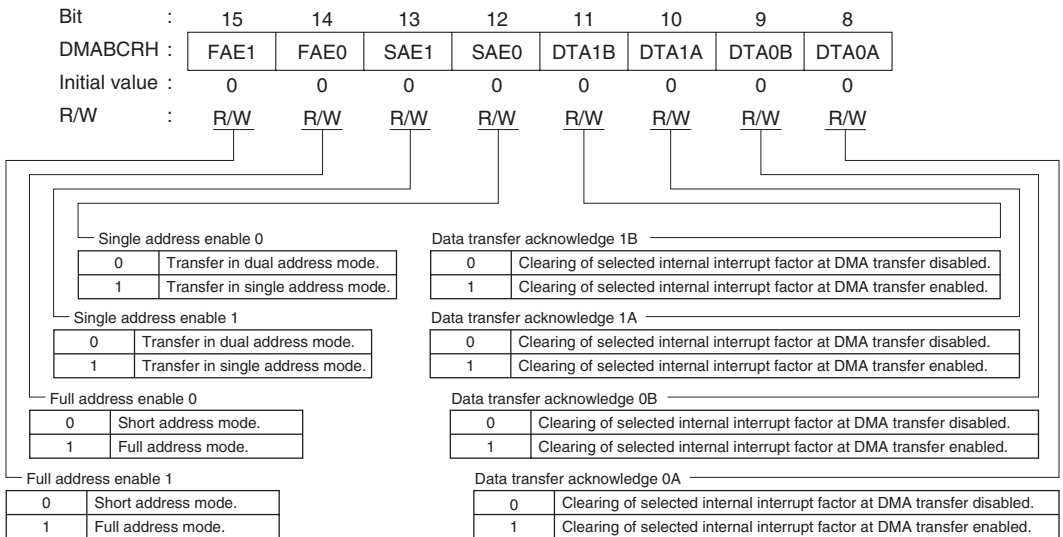 Bit : 15 14 13 12 11 10 9 8
DMABCRH : FAE1 FAE0 SAE1 SAE0 DTA1B DTA1A DTA0B DTA0A
Initial value : 0 0 0 0 0 0 0 0
R/W : R/W R/W R/W R/W R/W R/W R/W R/W
Single address enable 0
0 Transfer in dual address mode.
1 Transfer in single address mode.
Data transfer acknowledge 1B
0 Clearing of selected internal interrupt factor at DMA transfer disabled.
1 Clearing of selected internal interrupt factor at DMA transfer enabled.
Single address enable 1
0 Transfer in dual address mode.
1 Transfer in single address mode.
Data transfer acknowledge 1A
0 Clearing of selected internal interrupt factor at DMA transfer disabled.
1 Clearing of selected internal interrupt factor at DMA transfer enabled.
Full address enable 0
0 Short address mode.
1 Full address mode.
Data transfer acknowledge 0B
0 Clearing of selected internal interrupt factor at DMA transfer disabled.
1 Clearing of selected internal interrupt factor at DMA transfer enabled.
Full address enable 1
0 Short address mode.
1 Full address mode.
Data transfer acknowledge 0A
0 Clearing of selected internal interrupt factor at DMA transfer disabled.
1 Clearing of selected internal interrupt factor at DMA transfer enabled.